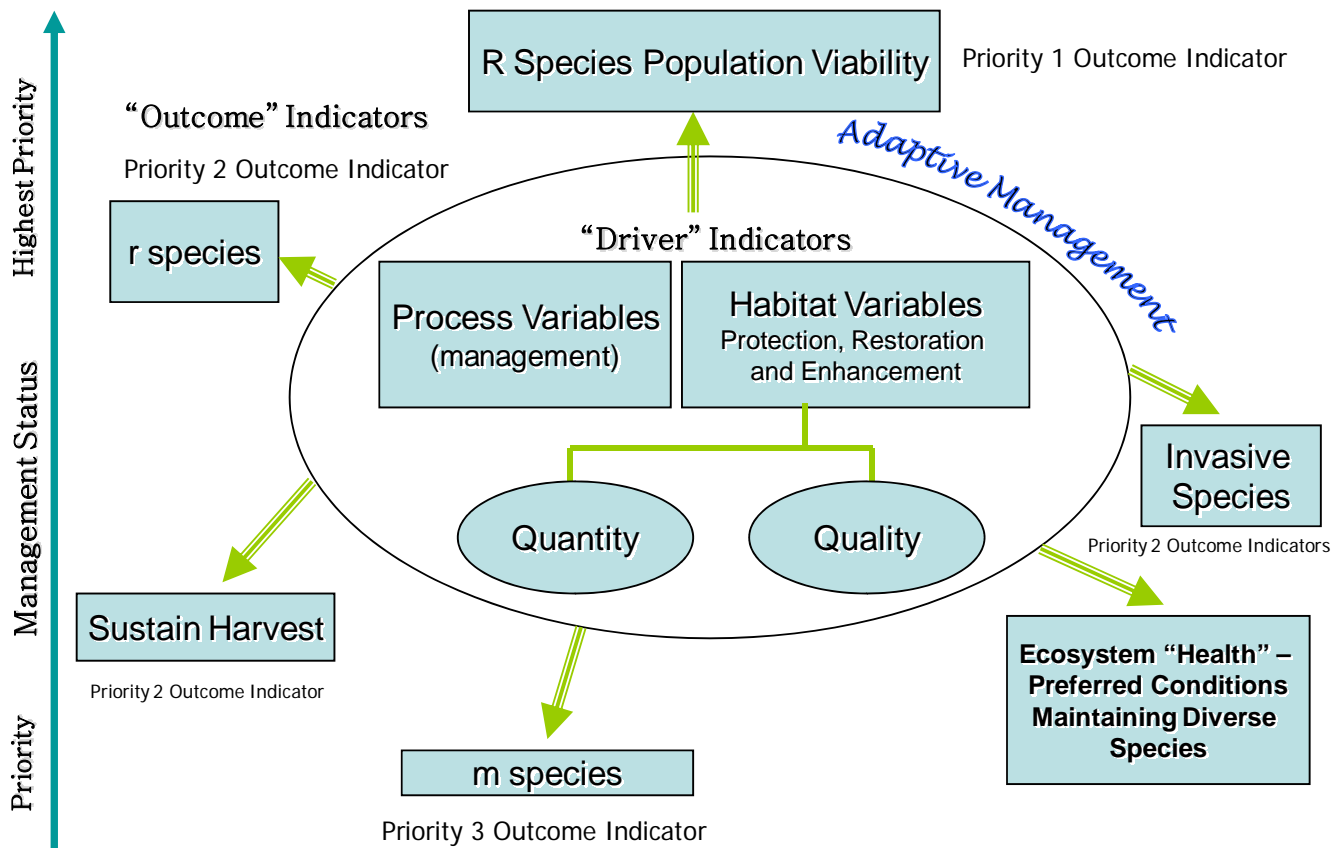 R Species Population Viability
Priority 1 Outcome Indicator
“Outcome” Indicators
Priority 2 Outcome Indicator
r species
Adaptive Management
“Driver” Indicators
Process Variables
(management)
Habitat Variables
Protection, Restoration
and Enhancement
Quantity
Quality
Invasive
Species
Priority 2 Outcome Indicators
Sustain Harvest
Priority 2 Outcome Indicator
Ecosystem “Health” –
Preferred Conditions
Maintaining Diverse
Species
m species
Priority 3 Outcome Indicator
Highest Priority
Management Status
Priority